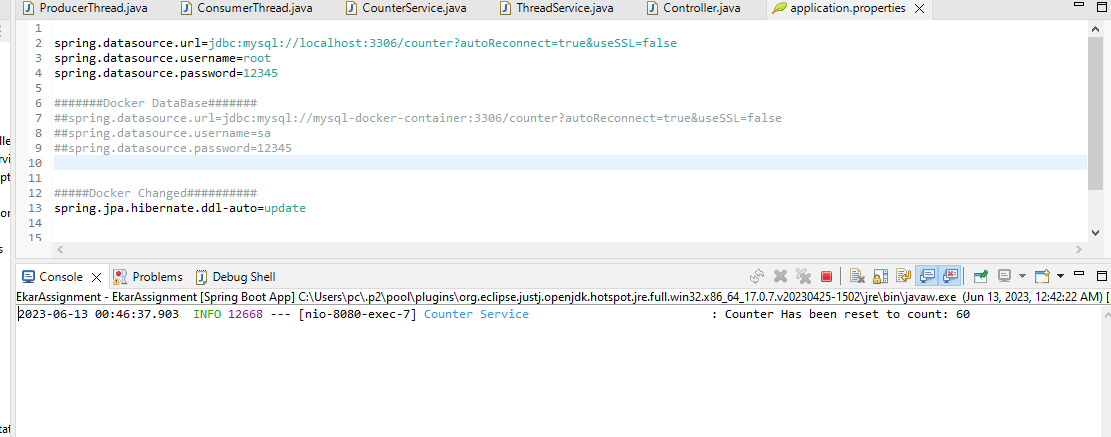 ProducerThread.java ConsumerThread.java CounterService.java ThreadService.java Controller.java application.properties
1
2 spring.datasource.url=jdbc:mysql://localhost:3306/counter?autoReconnect=true&useSSL=false
3 spring.datasource.username=root
4 spring.datasource.password=12345
5
6 #######Docker DataBase#######
7 ##spring.datasource.url=jdbc:mysql://mysql-docker-container:3306/counter?autoReconnect=true&useSSL=false
8 ##spring.datasource.username=sa
9 ##spring.datasource.password=12345
10
11
12 #####Docker Changed##########
13 spring.jpa.hibernate.ddl-auto=update
14
15
Console Problems Debug Shell
EkarAssignment - EkarAssignment [Spring Boot App] C:\Users\pc\.p2\pool\plugins\org.eclipse.justj.openjdk.hotspot.jre.full.win32.x86_64_17.0.7.v20230425-1502\jre\bin\javaw.exe (Jun 13, 2023, 12:42:22 AM) [
2023-06-13 00:46:37.903 INFO 12668 --- [nio-8080-exec-7] Counter Service : Counter Has been reset to count: 60